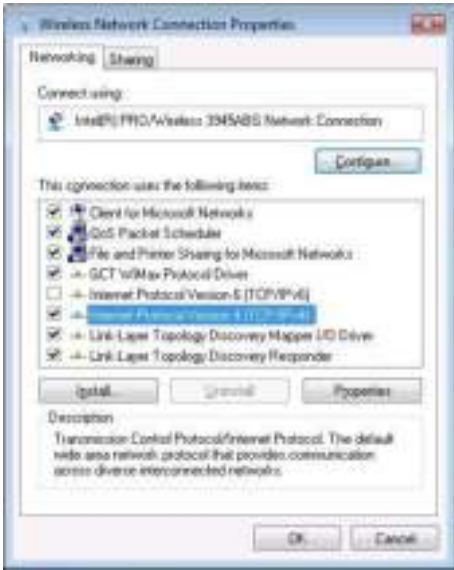 Wireless Network Connection Properties
Networking Sharing
Connect using:
Intel(R) PRO/Wireless 3945ABG Network Connection
Configure...
This connection uses the following items:
Client for Microsoft Networks
QoS Packet Scheduler
File and Printer Sharing for Microsoft Networks
GCT WiMax Protocol Driver
Internet Protocol Version 6 (TCP/IPv6)
Internet Protocol Version 4 (TCP/IPv4)
Link-Layer Topology Discovery Mapper I/O Driver
Link-Layer Topology Discovery Responder
Install... Uninstall Properties
Description
Transmission Control Protocol/Internet Protocol. The default
wide area network protocol that provides communication
across diverse interconnected networks.
OK Cancel